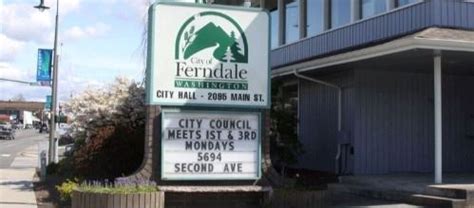 City of
Ferndale
WASHINGTON
CITY HALL - 2095 MAIN ST.
CITY COUNCIL
MEETS 1ST & 3RD
MONDAYS
5694
SECOND AVE